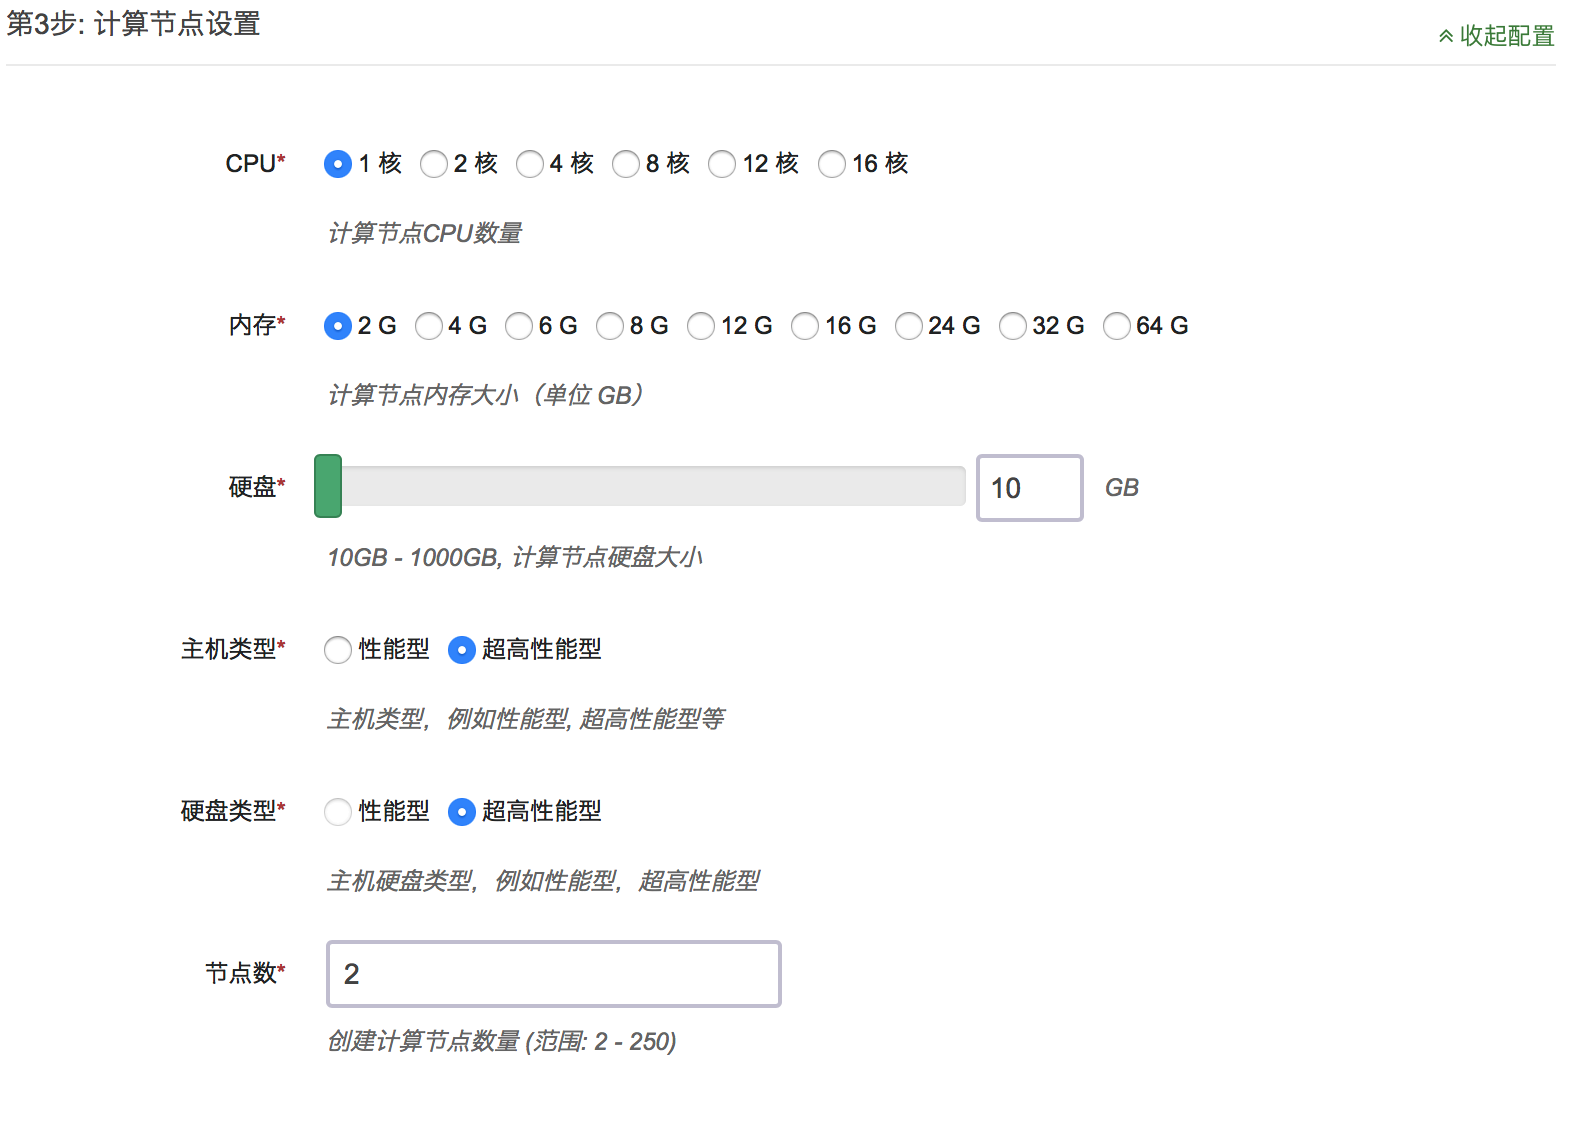 第3步: 计算节点设置
收起配置
CPU* 1 核 2 核 4 核 8 核 12 核 16 核
计算节点CPU数量
内存* 2 G 4 G 6 G 8 G 12 G 16 G 24 G 32 G 64 G
计算节点内存大小（单位 GB）
硬盘* 10 GB
10GB - 1000GB, 计算节点硬盘大小
主机类型* 性能型 超高性能型
主机类型，例如性能型, 超高性能型等
硬盘类型* 性能型 超高性能型
主机硬盘类型，例如性能型，超高性能型
节点数* 2
创建计算节点数量 (范围: 2 - 250)